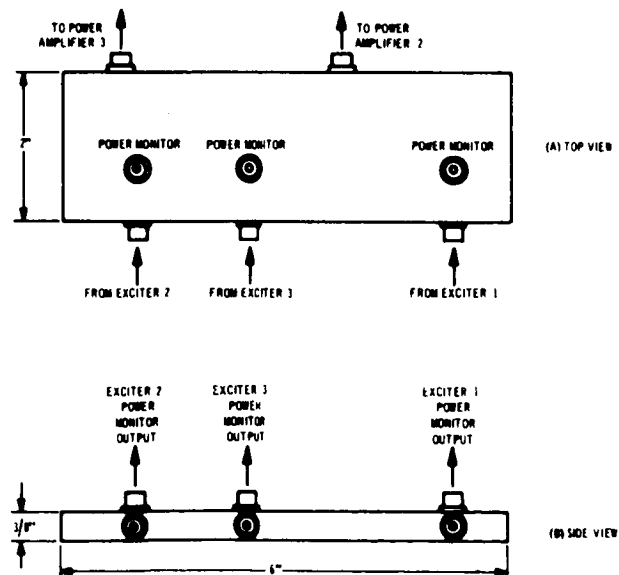 TO POWER
AMPLIFIER 3
TO POWER
AMPLIFIER 2
2"
POWER MONITOR
POWER MONITOR
POWER MONITOR
(A) TOP VIEW
FROM EXCITER 2
FROM EXCITER 3
FROM EXCITER 1
EXCITER 2
POWER
MONITOR
OUTPUT
EXCITER 3
POWER
MONITOR
OUTPUT
EXCITER 1
POWER
MONITOR
OUTPUT
3/8"
(B) SIDE VIEW
6"